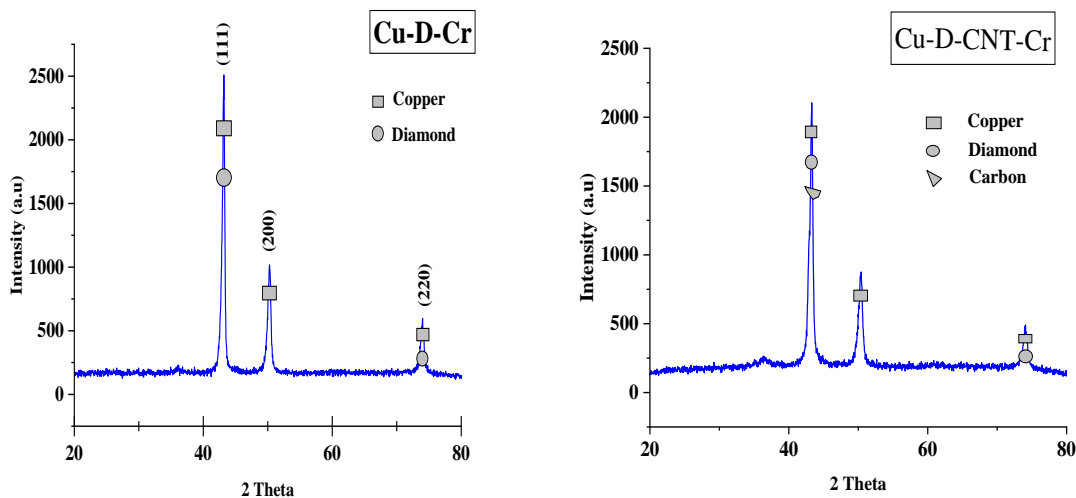 Cu-D-Cr
(111)
(200)
(220)
Copper
Diamond
2500
2000
1500
1000
500
0
Intensity (a.u)
20
40
60
80
2 Theta
Cu-D-CNT-Cr
Copper
Diamond
Carbon
2500
2000
1500
1000
500
0
Intensity (a.u)
20
40
60
80
2 Theta